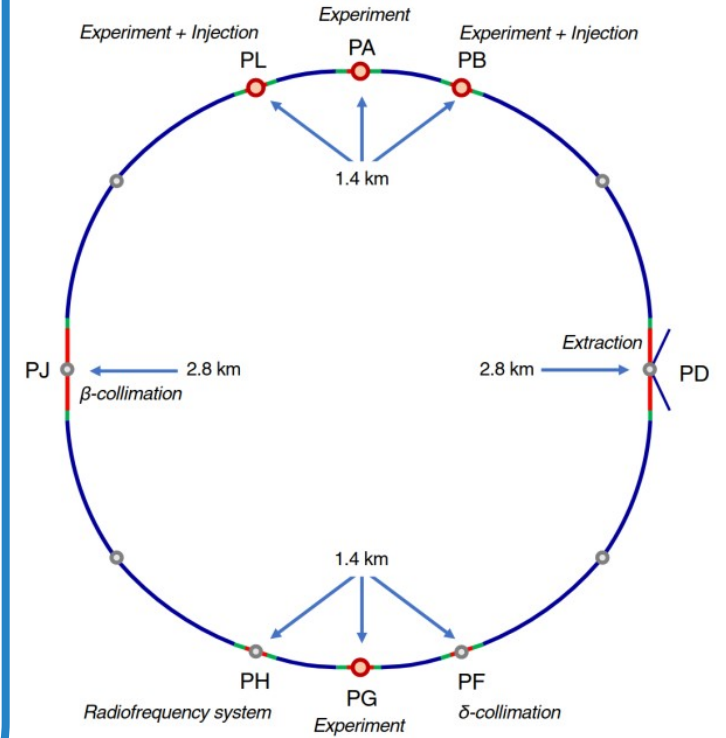 Experiment
Experiment + Injection
PA
Experiment + Injection
PL
PB
1.4 km
Extraction
PJ
2.8 km
2.8 km
PD
β-collimation
1.4 km
PH
PF
PG
Radiofrequency system
δ-collimation
Experiment